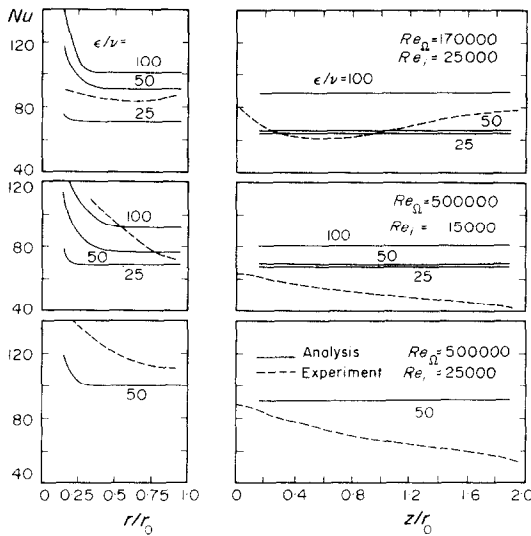 Nu
120
80
40
ϵ/ν=
100
50
25
Re_Ω=170000
Re_r=25000
ϵ/ν=100
50
25
120
80
40
100
50
25
Re_Ω=500000
Re_r= 15000
100
50
25
120
80
40
50
Analysis Re_Ω=500000
Experiment Re_r=25000
50
0 0·25 0·5 0·75 1·0
r/r_0
0 0·4 0·8 1·2 1·6 2·0
z/r_0